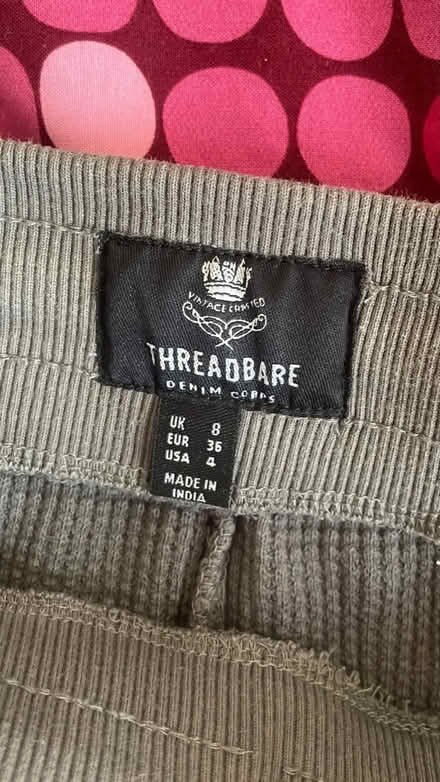 VINTAGE CRAFTED
THREADBARE
DENIM CORPS
UK 8
EUR 36
USA 4
MADE IN
INDIA